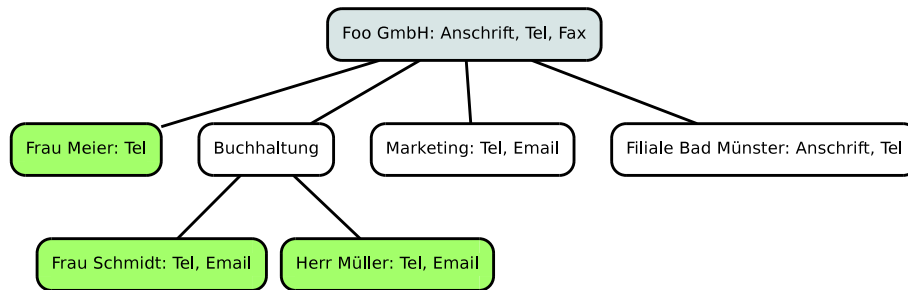 Foo GmbH: Anschrift, Tel, Fax
Frau Meier: Tel
Buchhaltung
Marketing: Tel, Email
Filiale Bad Münster: Anschrift, Tel
Frau Schmidt: Tel, Email
Herr Müller: Tel, Email